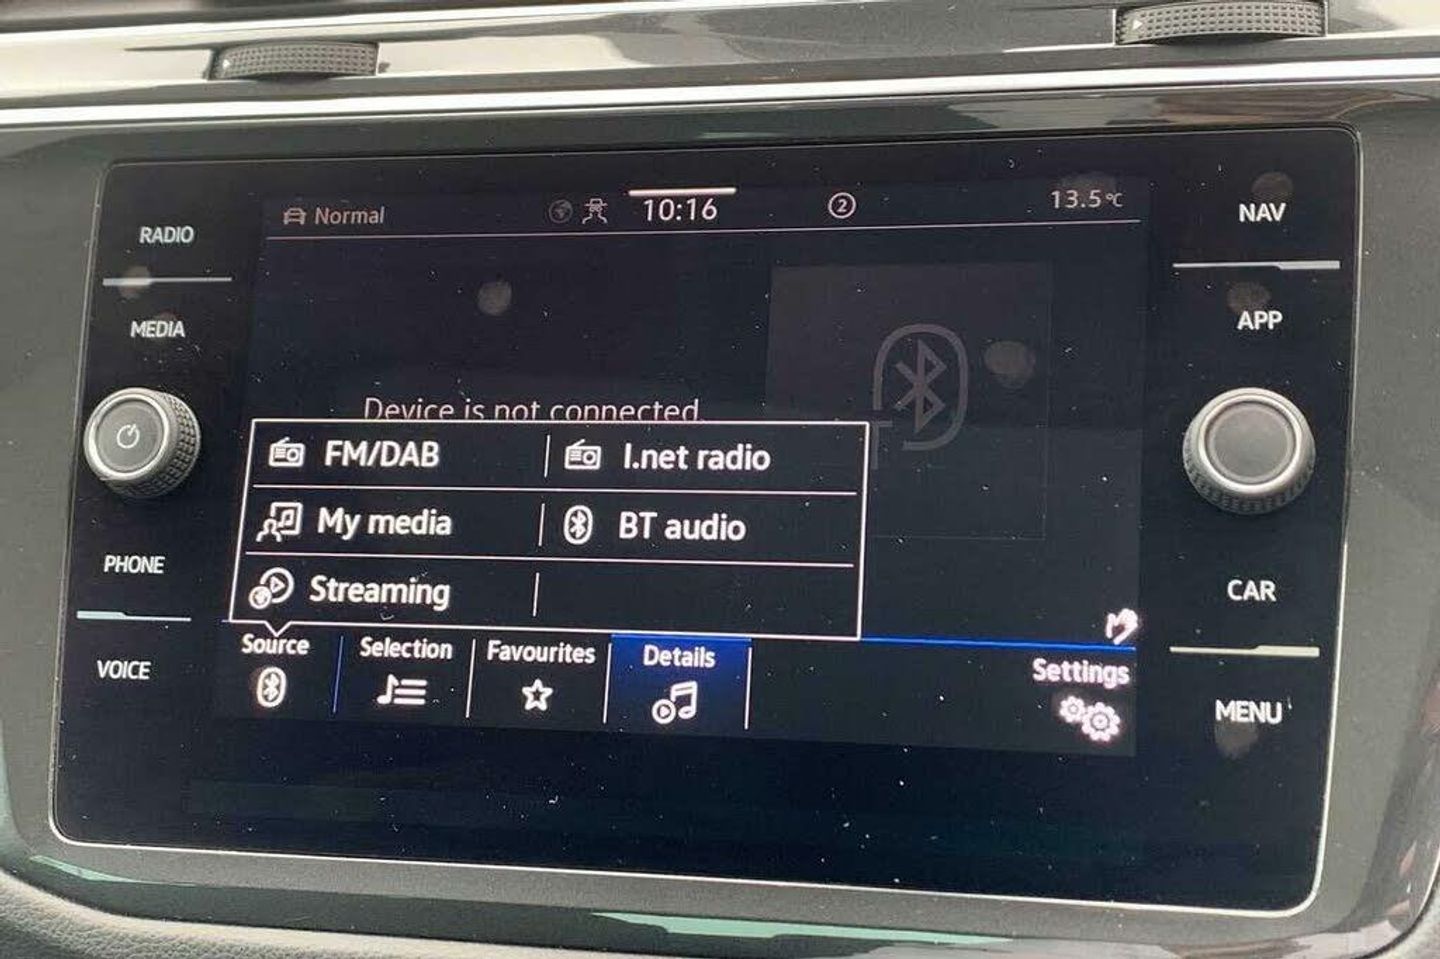 Normal
10:16
2
13.5°C
RADIO
MEDIA
PHONE
VOICE
NAV
APP
CAR
MENU
Device is not connected.
FM/DAB
I.net radio
My media
BT audio
Streaming
Source
Selection
Favourites
Details
Settings